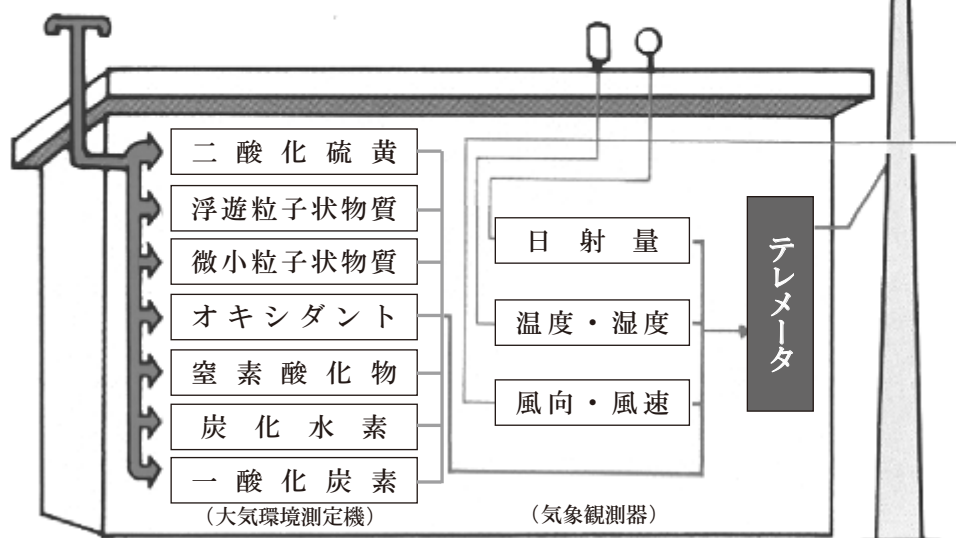 二酸化硫黄
浮遊粒子状物質
微小粒子状物質
オキシダント
窒素酸化物
炭化水素
一酸化炭素
（大気環境測定機）
日射量
温度・湿度
風向・風速
（気象観測器）
テレメータ